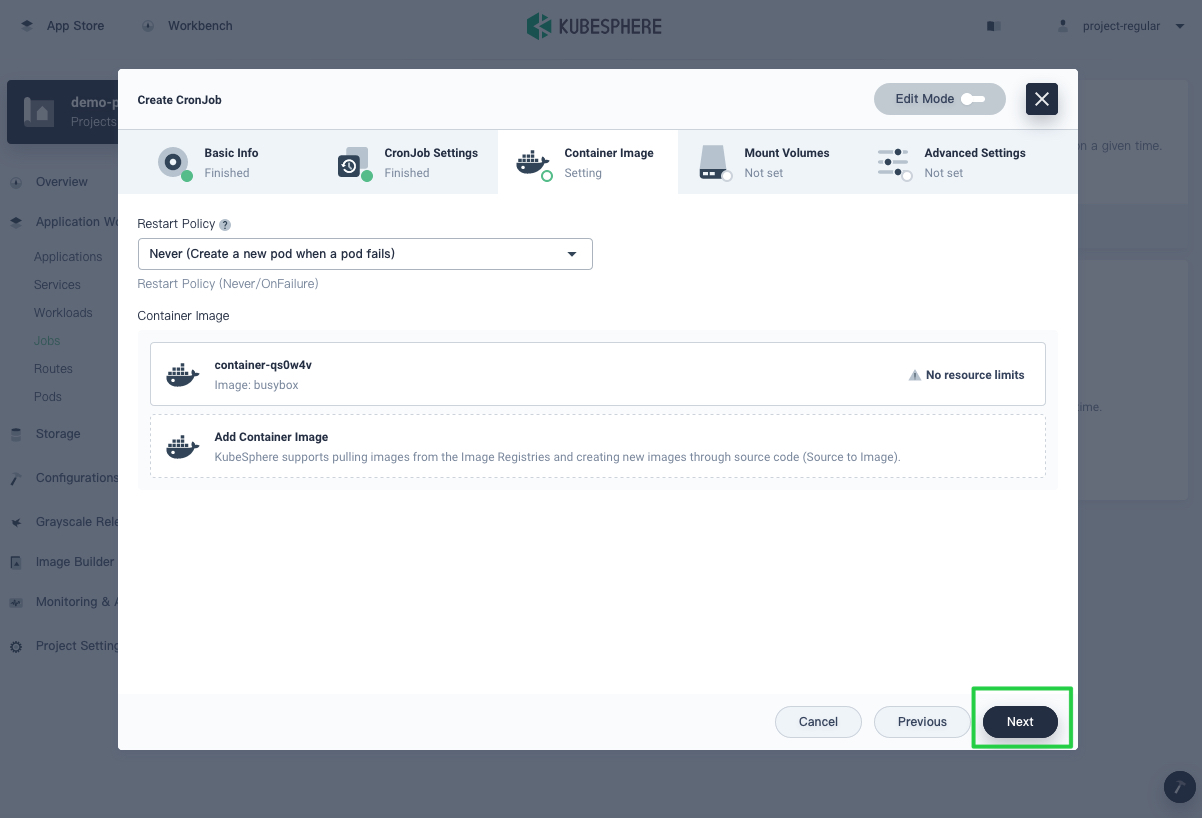 App Store
Workbench
KUBESPHERE
project-regular
demo-p
Projects
Create CronJob
Edit Mode
Basic Info
Finished
CronJob Settings
Finished
Container Image
Setting
Mount Volumes
Not set
Advanced Settings
Not set
n a given time.
Overview
Application Wo
Applications
Services
Workloads
Jobs
Routes
Pods
Storage
Configurations
Grayscale Rele
Image Builder
Monitoring & A
Project Setting
Restart Policy ?
Never (Create a new pod when a pod fails)
Restart Policy (Never/OnFailure)
Container Image
container-qs0w4v
Image: busybox
No resource limits
Add Container Image
KubeSphere supports pulling images from the Image Registries and creating new images through source code (Source to Image).
ime.
Cancel
Previous
Next